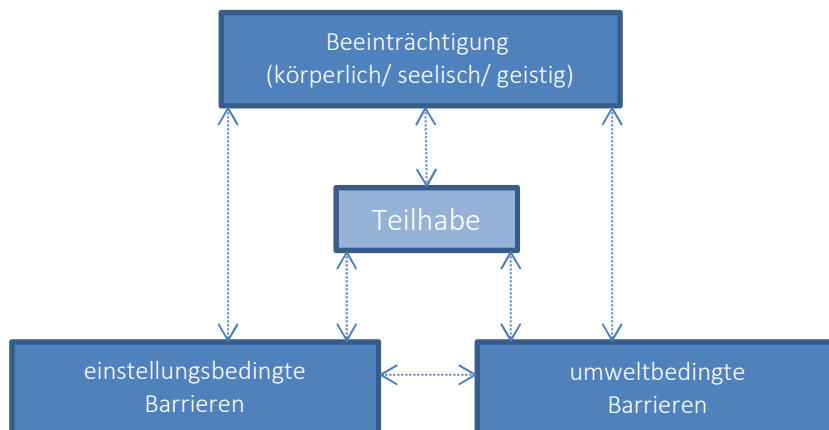 Beeinträchtigung
(körperlich/ seelisch/ geistig)
Teilhabe
einstellungsbedingte
Barrieren
umweltbedingte
Barrieren